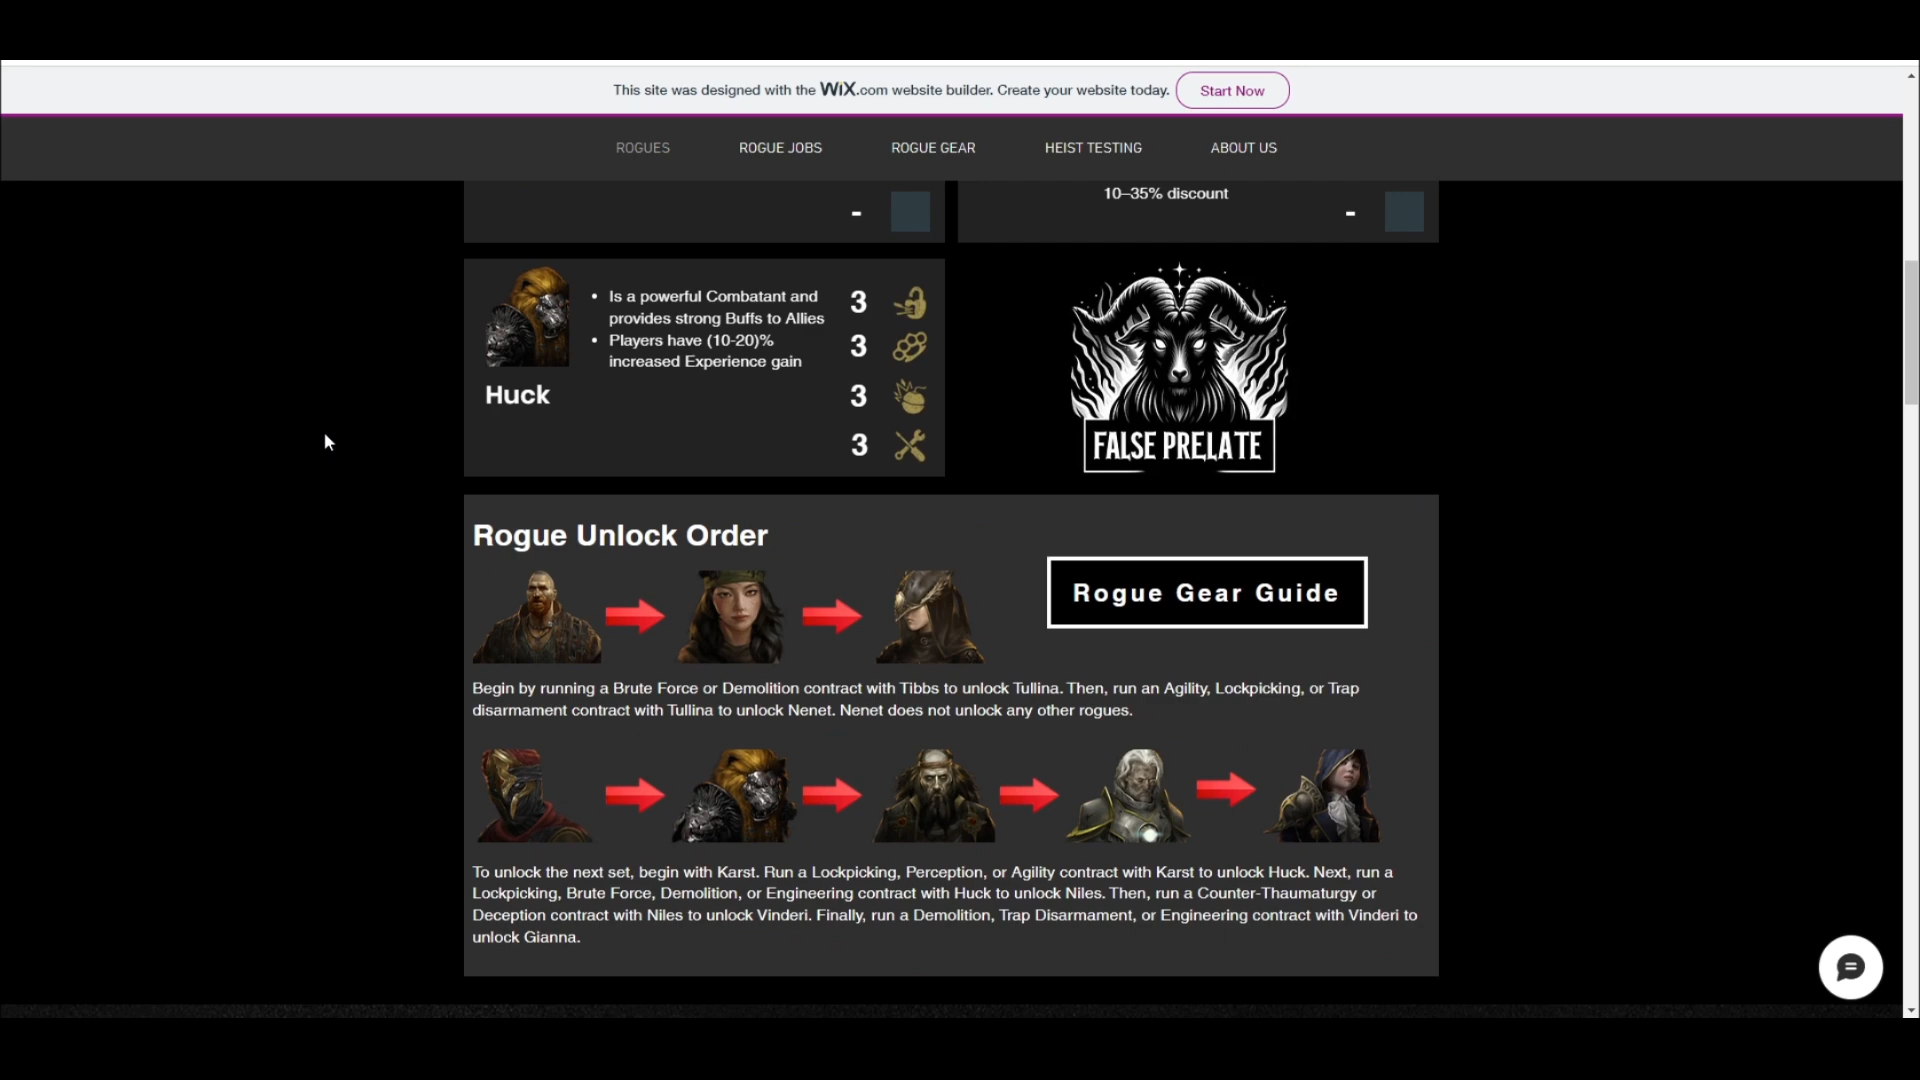 This site was designed with the WiX.com website builder. Create your website today. Start Now
ROGUES ROGUE JOBS ROGUE GEAR HEIST TESTING ABOUT US
-
10–35% discount
-
• Is a powerful Combatant and
provides strong Buffs to Allies
• Players have (10-20)%
increased Experience gain
Huck
3
3
3
3
FALSE PRELATE
Rogue Unlock Order
Rogue Gear Guide
Begin by running a Brute Force or Demolition contract with Tibbs to unlock Tullina. Then, run an Agility, Lockpicking, or Trap
disarmament contract with Tullina to unlock Nenet. Nenet does not unlock any other rogues.
To unlock the next set, begin with Karst. Run a Lockpicking, Perception, or Agility contract with Karst to unlock Huck. Next, run a
Lockpicking, Brute Force, Demolition, or Engineering contract with Huck to unlock Niles. Then, run a Counter-Thaumaturgy or
Deception contract with Niles to unlock Vinderi. Finally, run a Demolition, Trap Disarmament, or Engineering contract with Vinderi to
unlock Gianna.